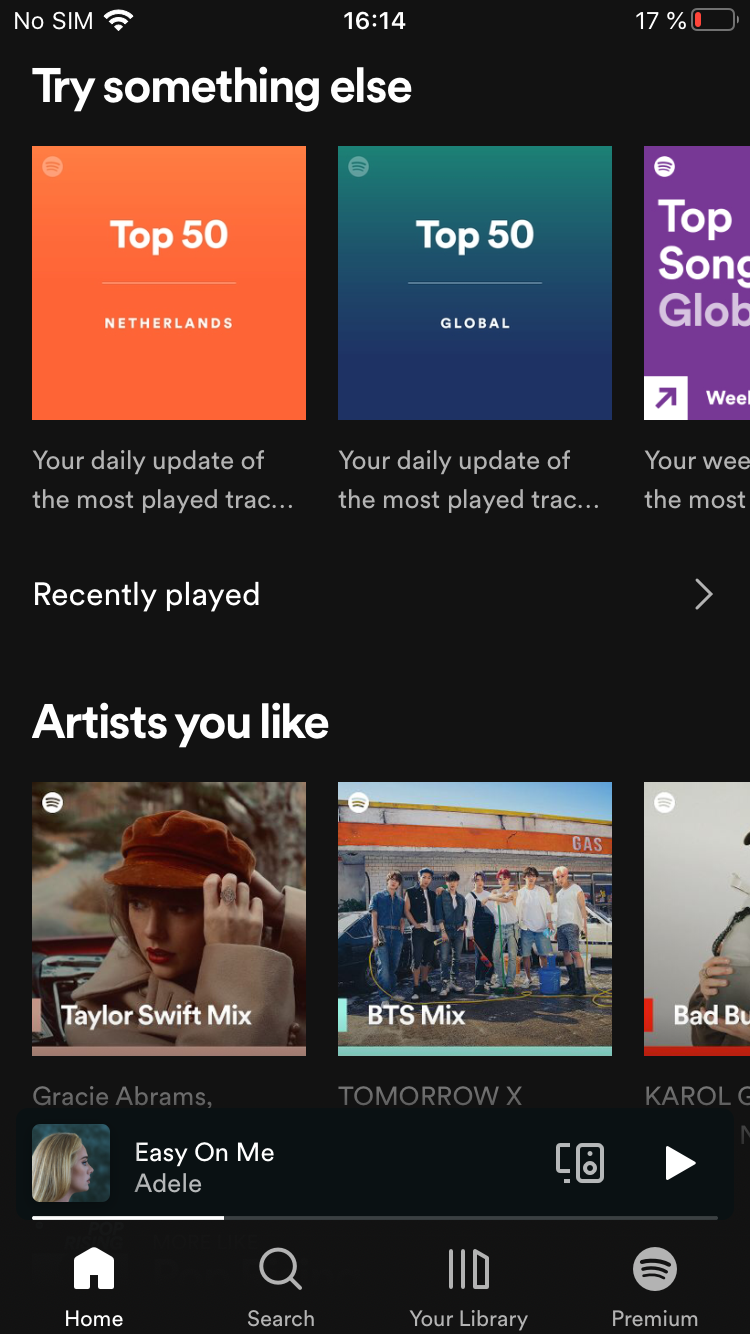 No SIM 16:14 17 %
Try something else
Top 50
NETHERLANDS
Top 50
GLOBAL
Top
Song
Glob
Week
Your daily update of
the most played trac...
Your daily update of
the most played trac...
Your wee
the most
Recently played
Artists you like
GAS
Taylor Swift Mix
BTS Mix
Bad Bu
Gracie Abrams,
TOMORROW X
KAROL G
Easy On Me
Adele
Home
Search
Your Library
Premium